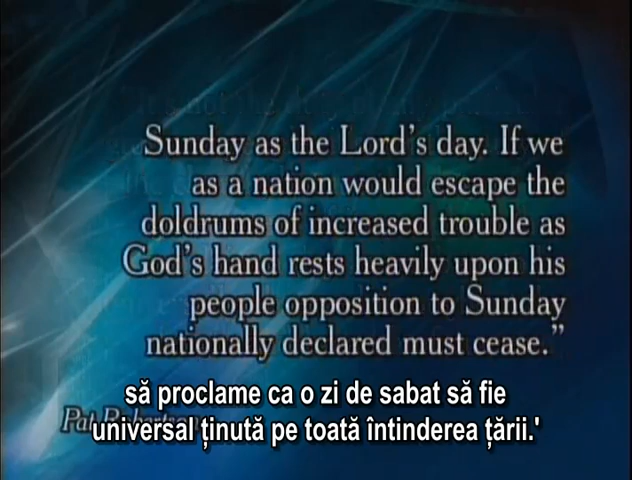 Sunday as the Lord's day. If we
as a nation would escape the
doldrums of increased trouble as
God's hand rests heavily upon his
people opposition to Sunday
nationally declared must cease."
Pat Robertson
să proclame ca o zi de sabat să fie
universal ținută pe toată întinderea țării.'